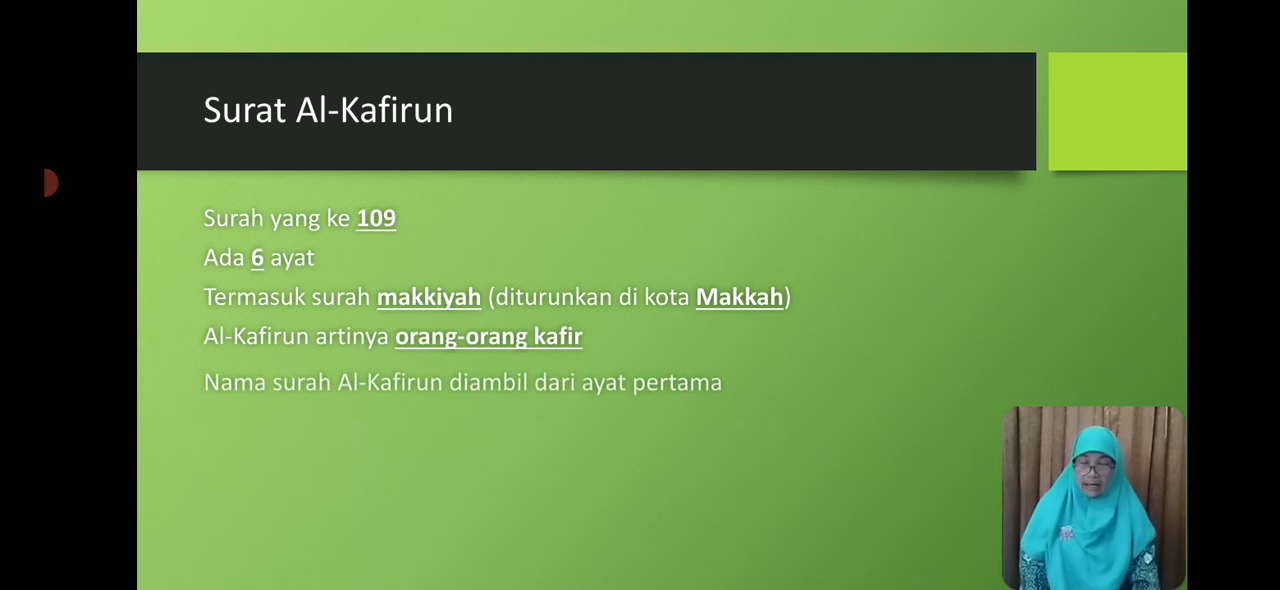 Surat Al-Kafirun
Surah yang ke 109
Ada 6 ayat
Termasuk surah makkiyah (diturunkan di kota Makkah)
Al-Kafirun artinya orang-orang kafir
Nama surah Al-Kafirun diambil dari ayat pertama